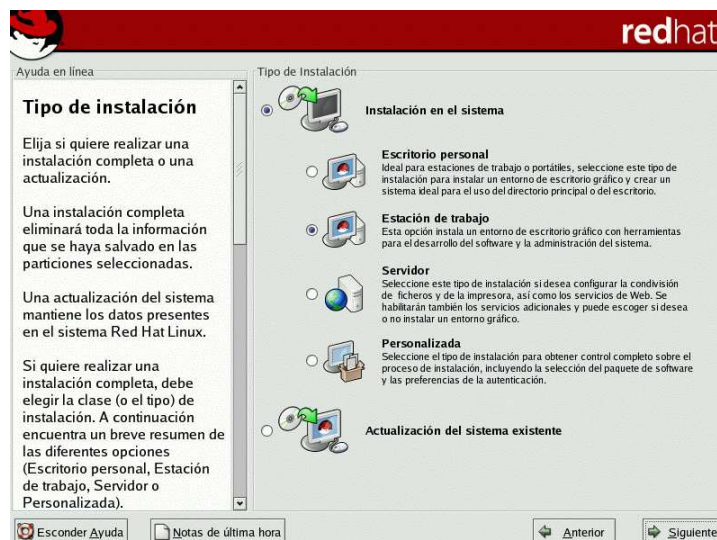 redhat
Ayuda en línea
Tipo de instalación
Elija si quiere realizar una
instalación completa o una
actualización.
Una instalación completa
eliminará toda la información
que se haya salvado en las
particiones seleccionadas.
Una actualización del sistema
mantiene los datos presentes
en el sistema Red Hat Linux.
Si quiere realizar una
instalación completa, debe
elegir la clase (o el tipo) de
instalación. A continuación
encuentra un breve resumen de
las diferentes opciones
(Escritorio personal, Estación
de trabajo, Servidor o
Personalizada).
Tipo de Instalación
Instalación en el sistema
Escritorio personal
Ideal para estaciones de trabajo o portátiles, seleccione este tipo de
instalación para instalar un entorno de escritorio gráfico y crear un
sistema ideal para el uso del directorio principal o del escritorio.
Estación de trabajo
Esta opción instala un entorno de escritorio gráfico con herramientas
para el desarrollo del software y la administración del sistema.
Servidor
Seleccione este tipo de instalación si desea configurar la condivisión
de ficheros y de la impresora, así como los servicios de Web. Se
habilitarán también los servicios adicionales y puede escoger si desea
o no instalar un entorno gráfico.
Personalizada
Seleccione el tipo de instalación para obtener control completo sobre el
proceso de instalación, incluyendo la selección del paquete de software
y las preferencias de la autenticación.
Actualización del sistema existente
Esconder Ayuda
Notas de última hora
Anterior
Siguiente